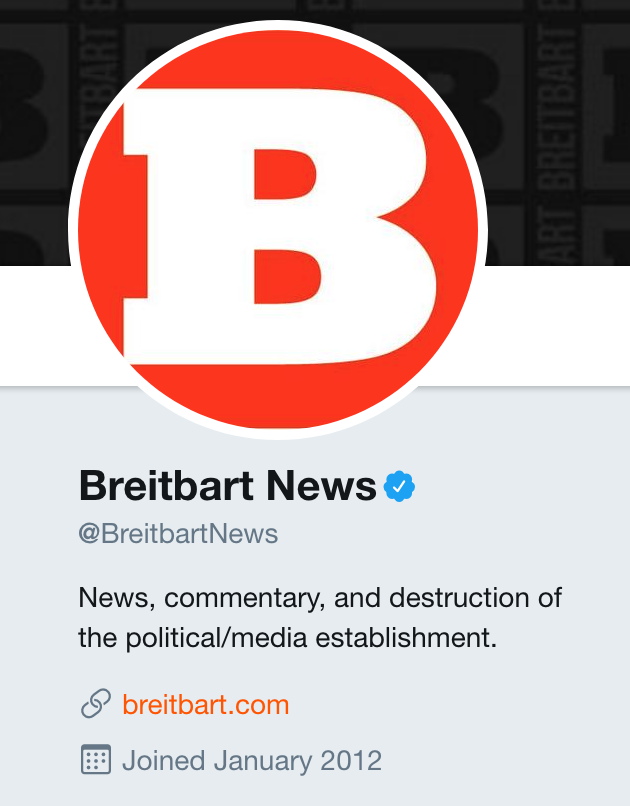 BREITBART
BREITBART
B
Breitbart News
@BreitbartNews
News, commentary, and destruction of
the political/media establishment.
breitbart.com
Joined January 2012